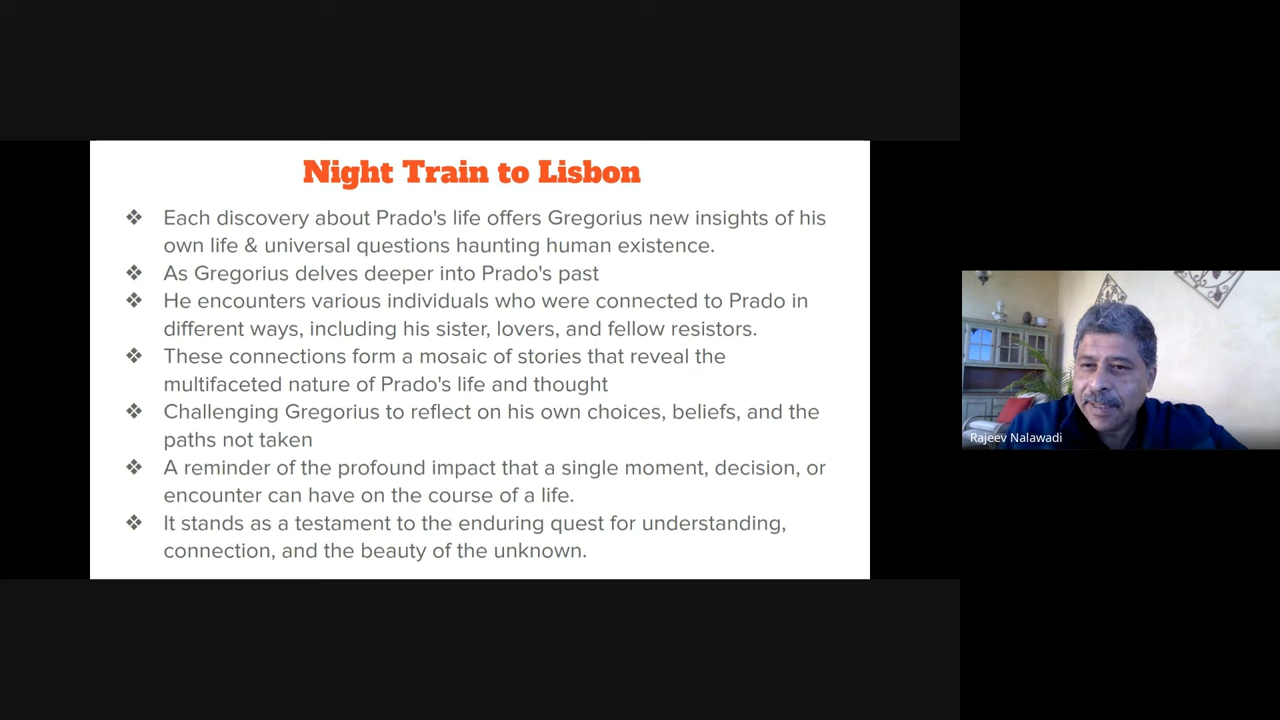 Night Train to Lisbon
❖ Each discovery about Prado's life offers Gregorius new insights of his
own life & universal questions haunting human existence.
❖ As Gregorius delves deeper into Prado's past
❖ He encounters various individuals who were connected to Prado in
different ways, including his sister, lovers, and fellow resistors.
❖ These connections form a mosaic of stories that reveal the
multifaceted nature of Prado's life and thought
❖ Challenging Gregorius to reflect on his own choices, beliefs, and the
paths not taken
❖ A reminder of the profound impact that a single moment, decision, or
encounter can have on the course of a life.
❖ It stands as a testament to the enduring quest for understanding,
connection, and the beauty of the unknown.
Rajeev Nalawadi